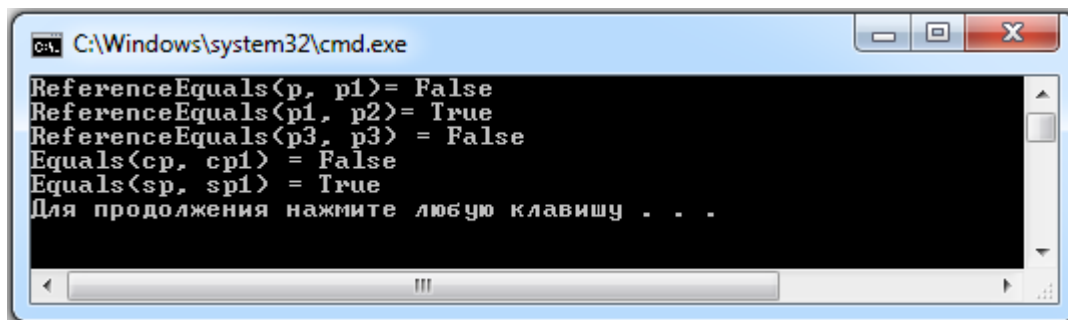 C:\Windows\system32\cmd.exe
ReferenceEquals(p, p1)= False
ReferenceEquals(p1, p2)= True
ReferenceEquals(p3, p3) = False
Equals(cp, cp1) = False
Equals(sp, sp1) = True
Для продолжения нажмите любую клавишу . . .